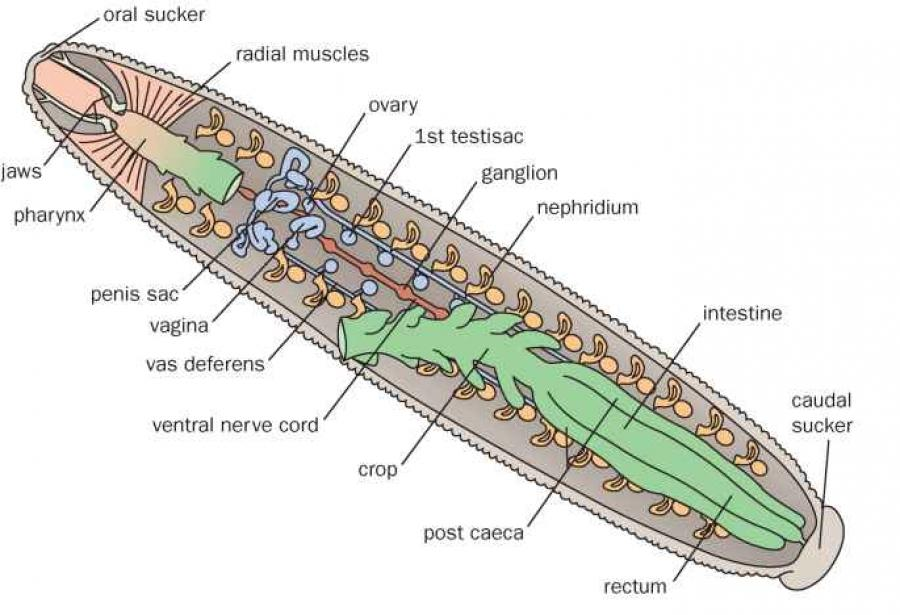 oral sucker
radial muscles
ovary
1st testisac
ganglion
nephridium
jaws
pharynx
penis sac
vagina
vas deferens
ventral nerve cord
crop
post caeca
rectum
intestine
caudal
sucker